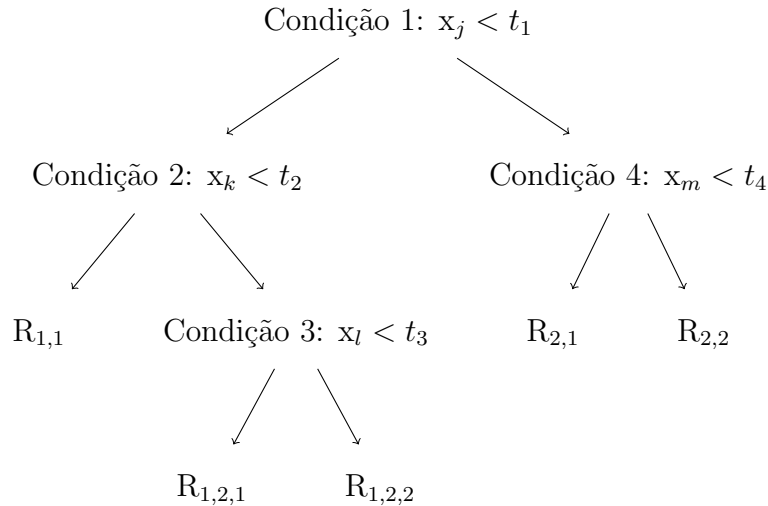 Condição 1: x_j < t_1
Condição 2: x_k < t_2
Condição 4: x_m < t_4
R_{1,1}
Condição 3: x_l < t_3
R_{2,1}
R_{2,2}
R_{1,2,1}
R_{1,2,2}